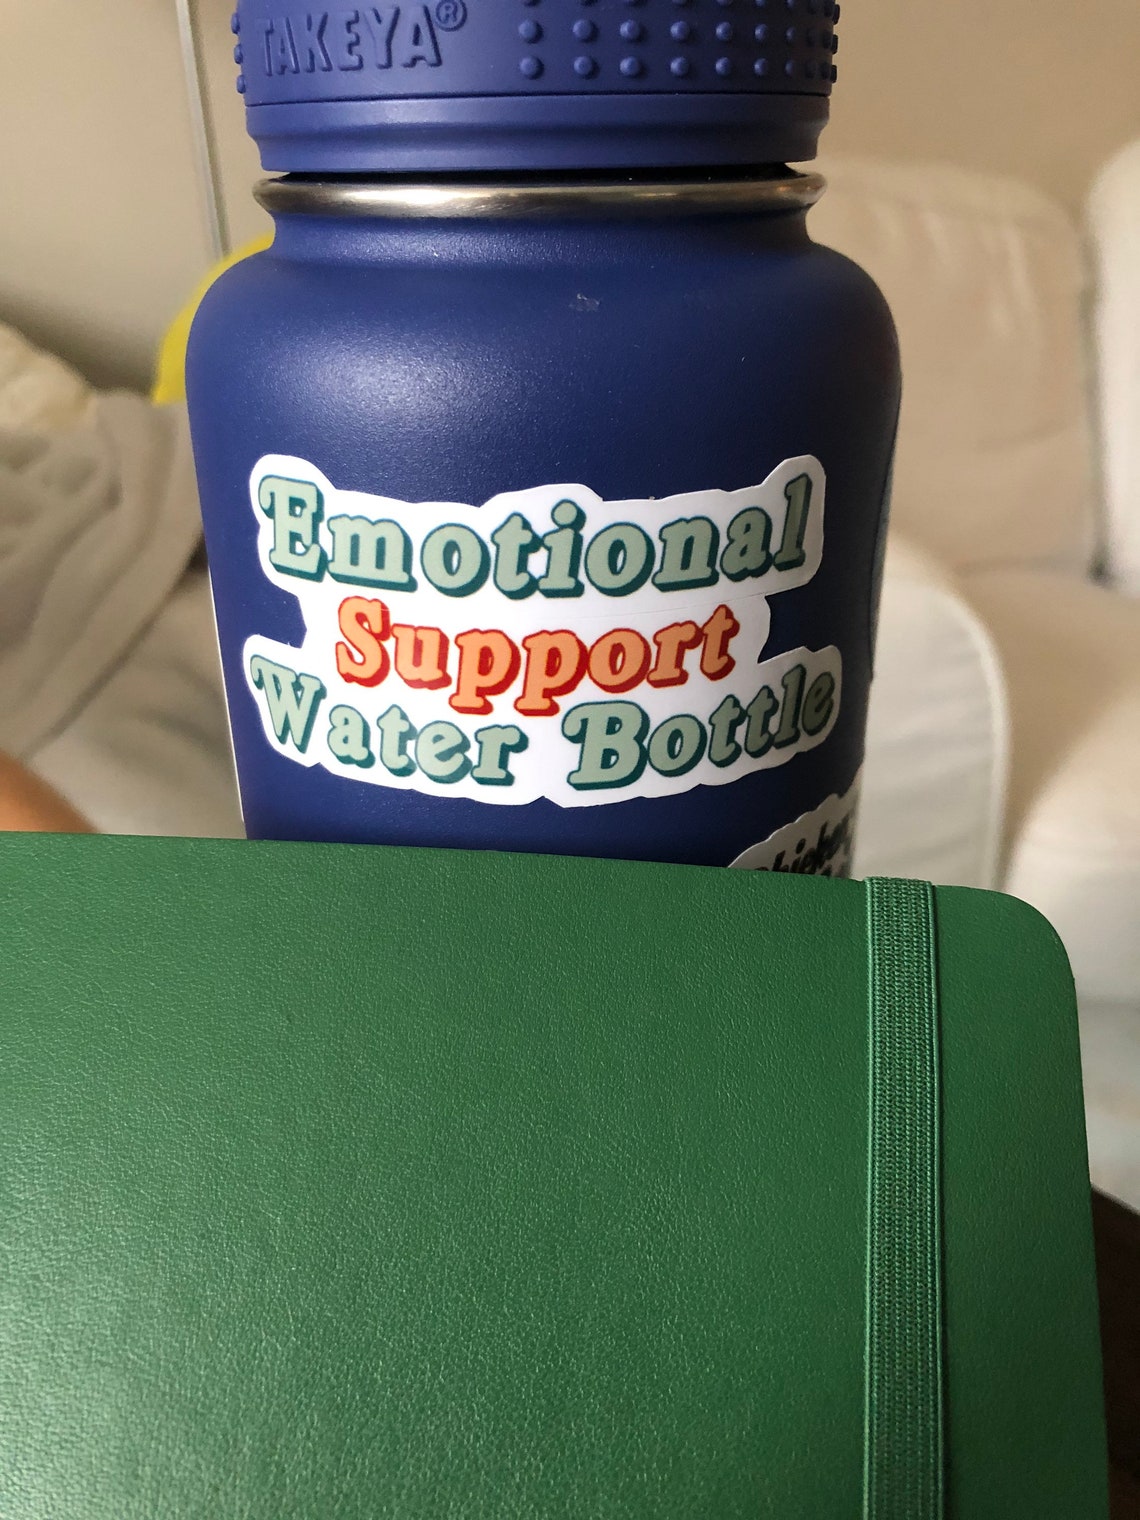 TAKEYA®
Emotional
Support
Water Bottle